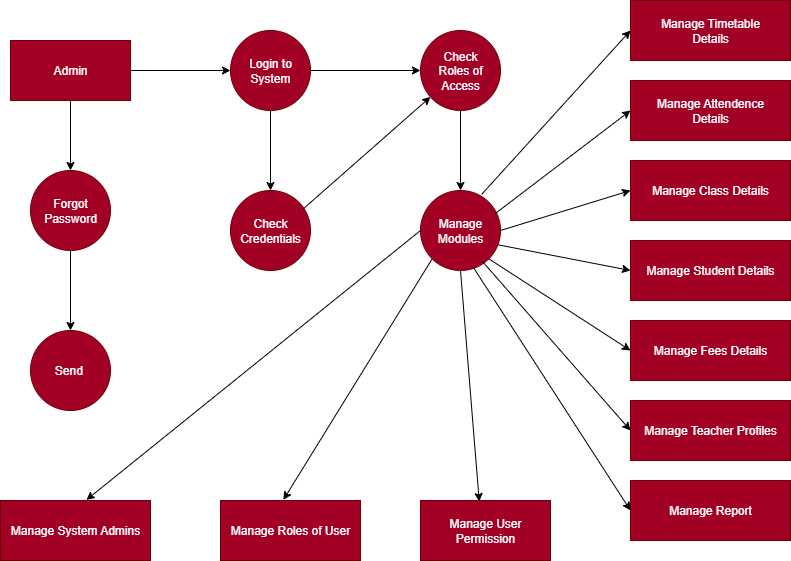 Admin
Login to
System
Check
Roles of
Access
Manage Timetable
Details
Manage Attendence
Details
Forgot
Password
Check
Credentials
Manage
Modules
Manage Class Details
Manage Student Details
Send
Manage Fees Details
Manage Teacher Profiles
Manage Report
Manage System Admins
Manage Roles of User
Manage User
Permission